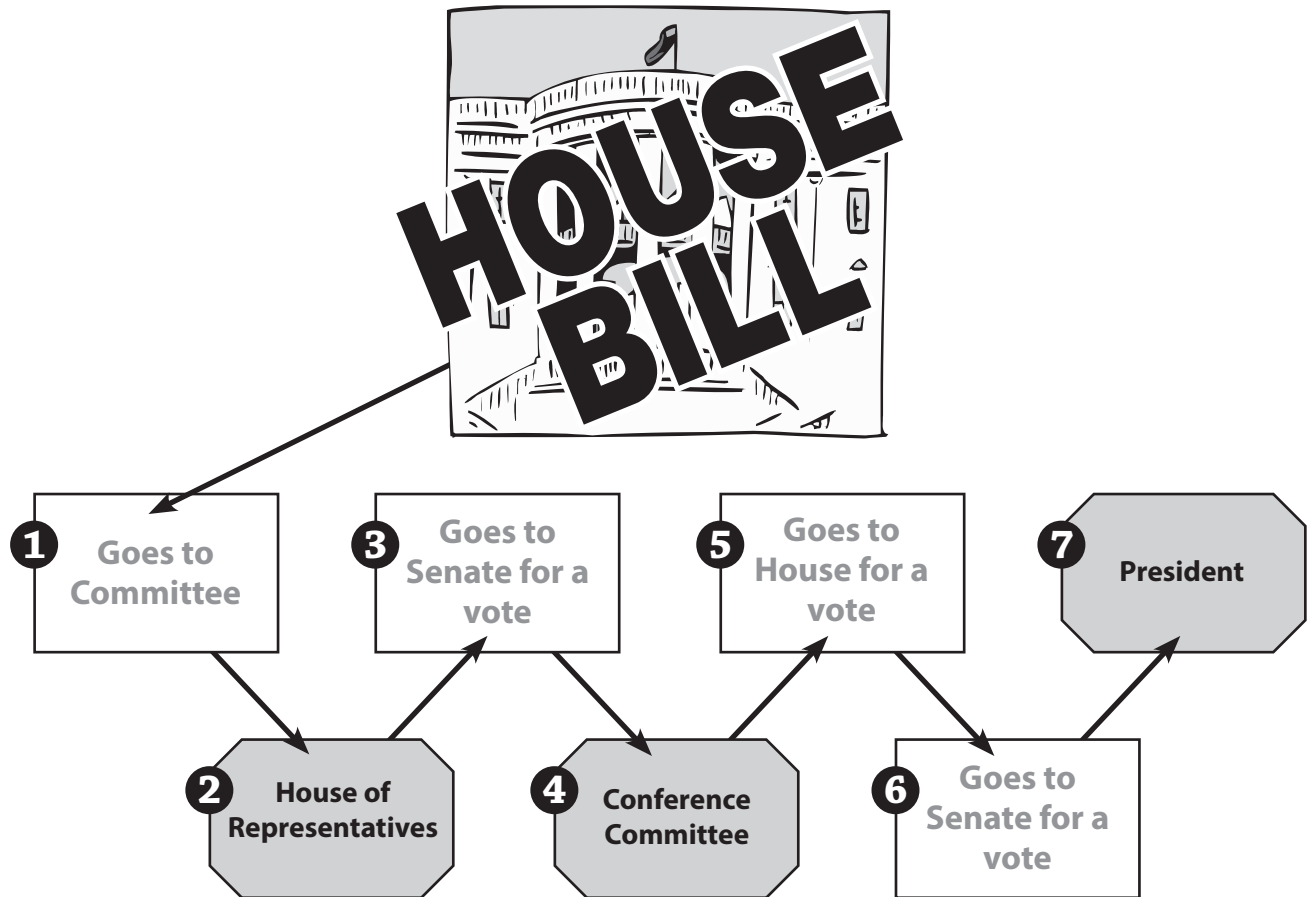 HOUSE
BILL
1
Goes to
Committee
2
House of
Representatives
3
Goes to
Senate for a
vote
4
Conference
Committee
5
Goes to
House for a
vote
6
Goes to
Senate for a
vote
7
President